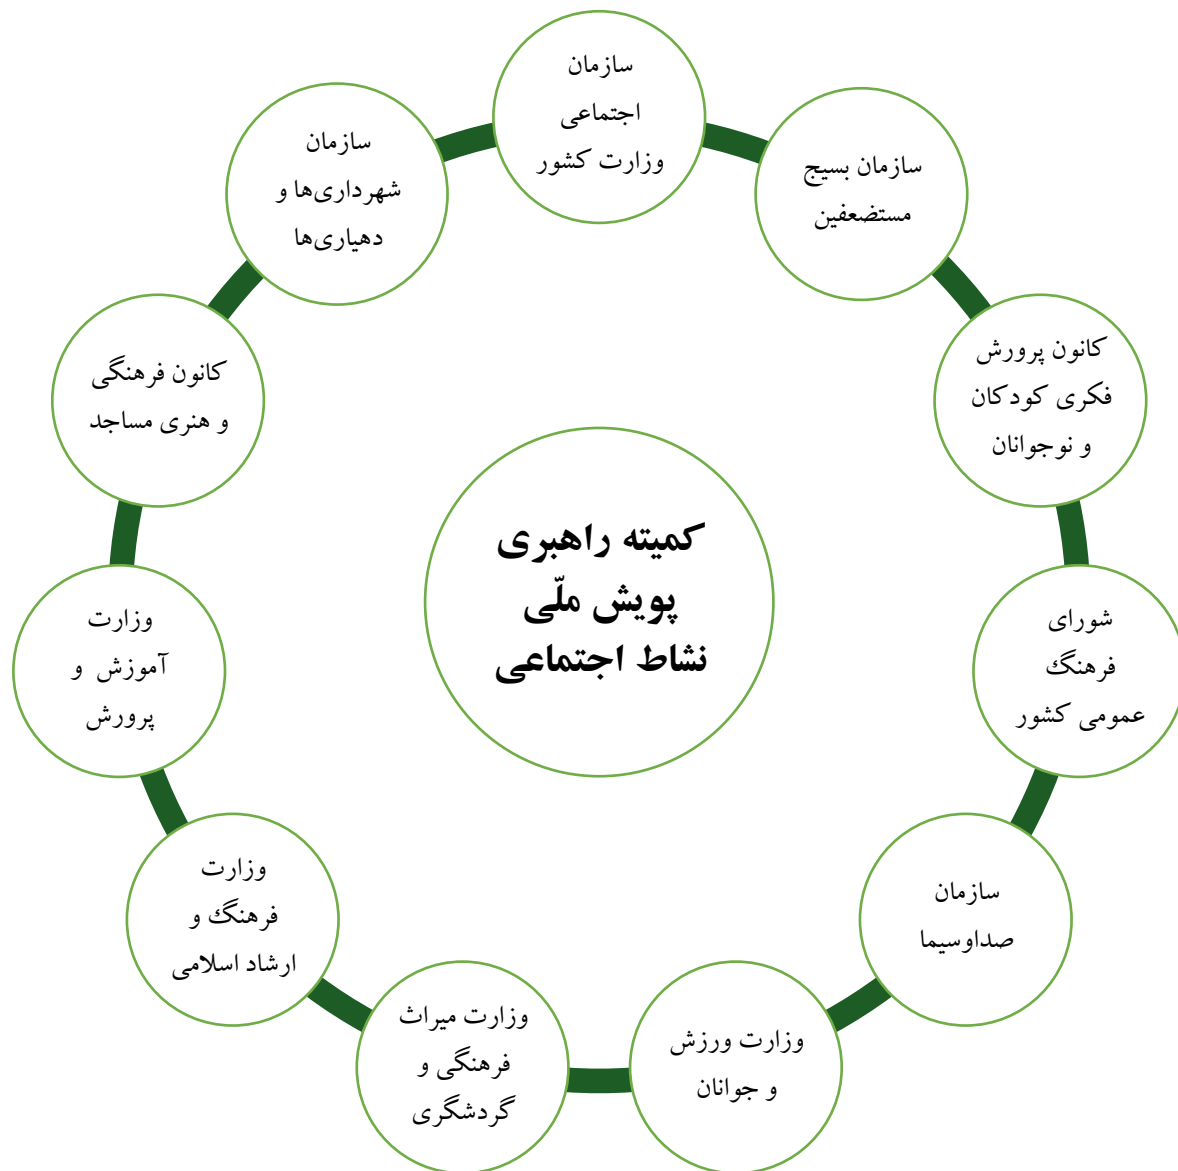 سازمان
اجتماعی
وزارت کشور
سازمان بسیج
مستضعفین
کانون پرورش
فکری کودکان
و نوجوانان
شورای
فرهنگ
عمومی کشور
سازمان
صداوسیما
وزارت ورزش
و جوانان
وزارت میراث
فرهنگی و
گردشگری
وزارت
فرهنگ و
ارشاد اسلامی
وزارت
آموزش و
پرورش
کانون فرهنگی
و هنری مساجد
سازمان
شهرداری‌ها و
دهیاری‌ها
کمیته راهبری
پویش ملّی
نشاط اجتماعی